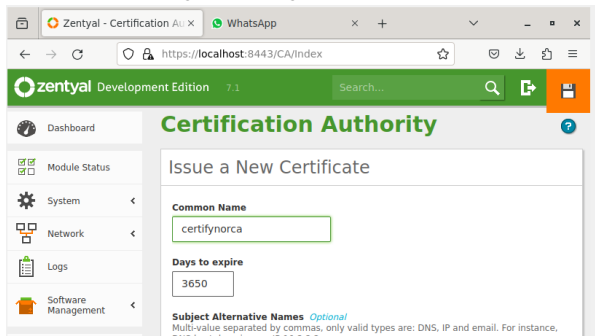 Zentyal - Certification Au
WhatsApp
https://localhost:8443/CA/Index
zentyal Development Edition 7.1
Search...
Dashboard
Module Status
System
Network
Logs
Software
Management
Certification Authority
Issue a New Certificate
Common Name
certifynorca
Days to expire
3650
Subject Alternative Names Optional
Multi-value separated by commas, only valid types are: DNS, IP and email. For instance,